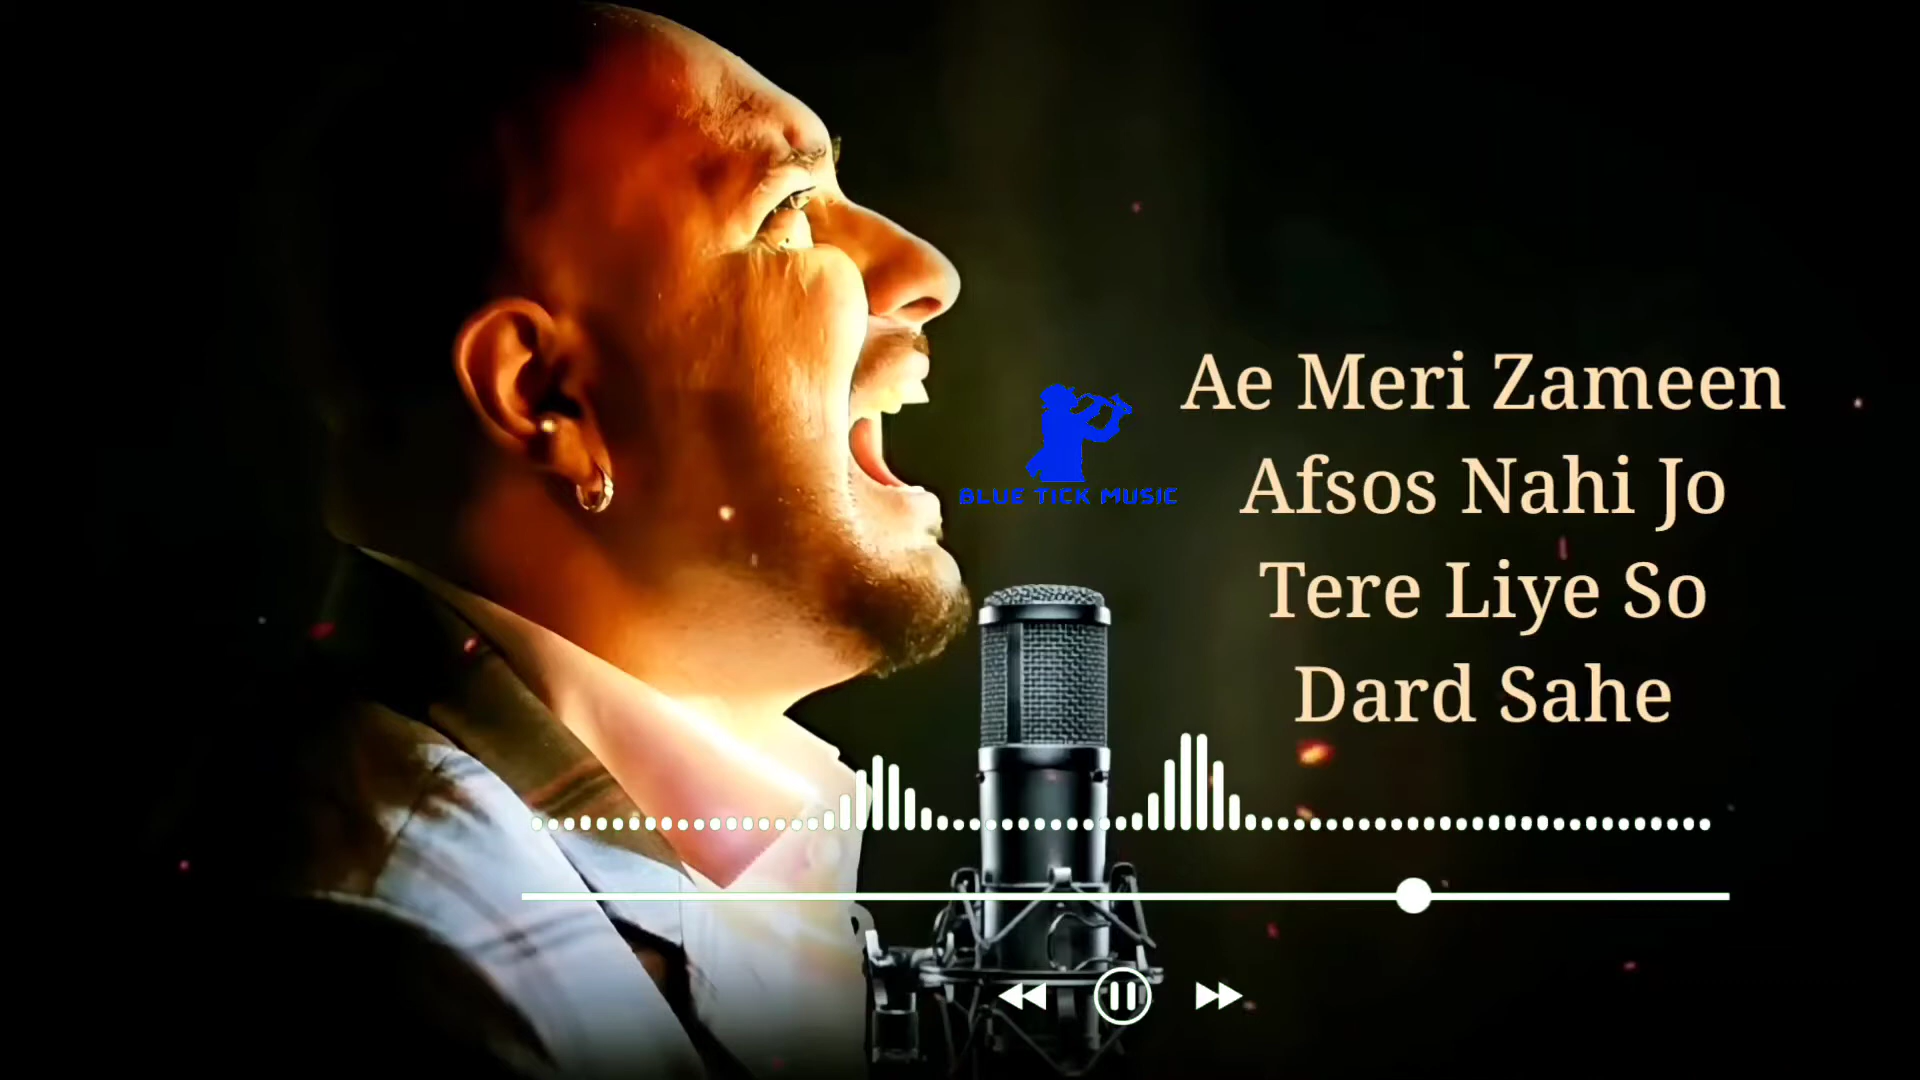 Ae Meri Zameen
Afsos Nahi Jo
Tere Liye So
Dard Sahe
BLUE TICK MUSIC